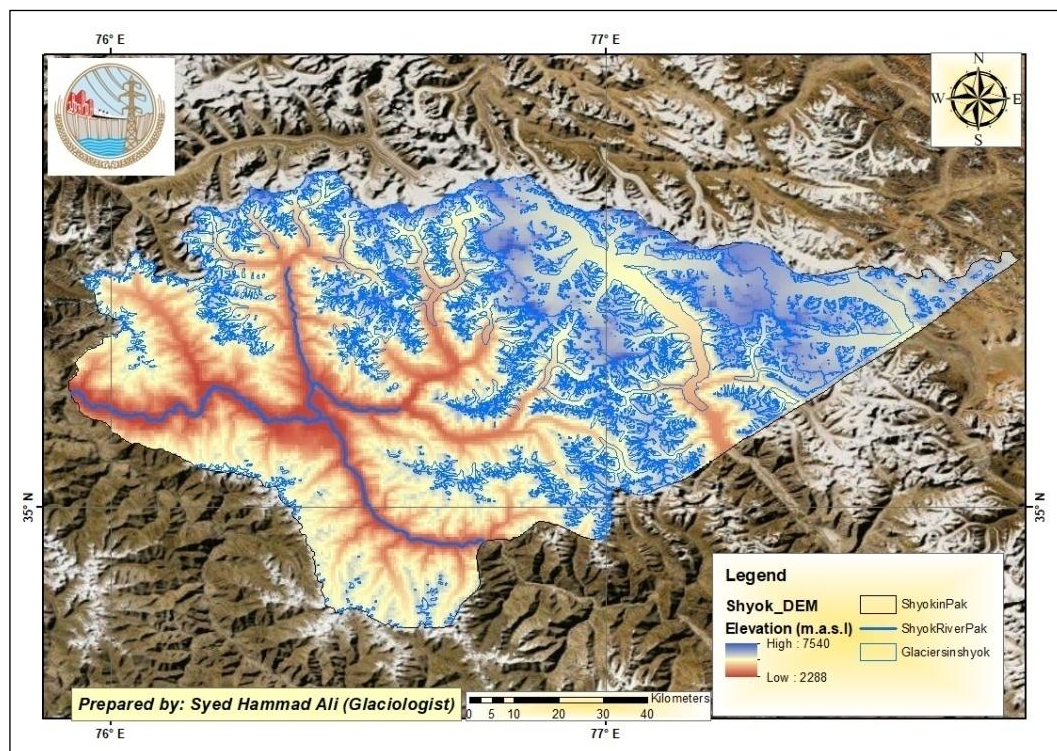 76° E
77° E
N
W
E
S
35° N
35° N
Legend
Shyok_DEM
Elevation (m.a.s.l)
High : 7540
Low : 2288
ShyokinPak
ShyokRiverPak
Glaciersinshyok
Prepared by: Syed Hammad Ali (Glaciologist)
Kilometers
0 5 10 20 30 40
76° E
77° E